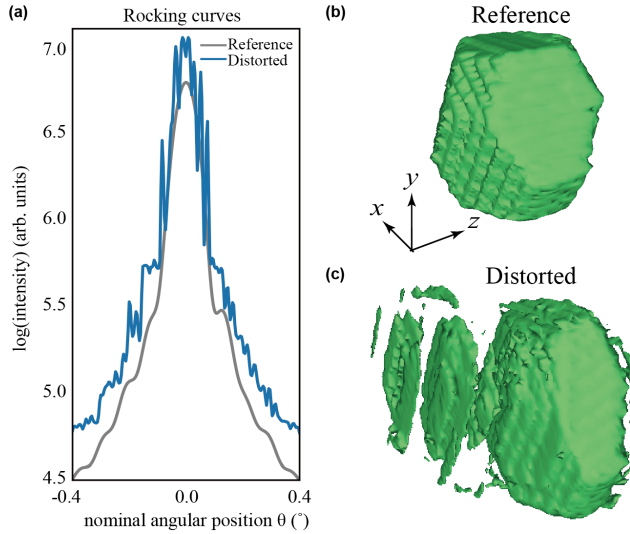 (a)
Rocking curves
Reference
Distorted
7.0
6.5
6.0
5.5
5.0
4.5
-0.4
0.0
0.4
log(intensity) (arb. units)
nominal angular position θ (°)
(b)
Reference
y
x
z
(c)
Distorted